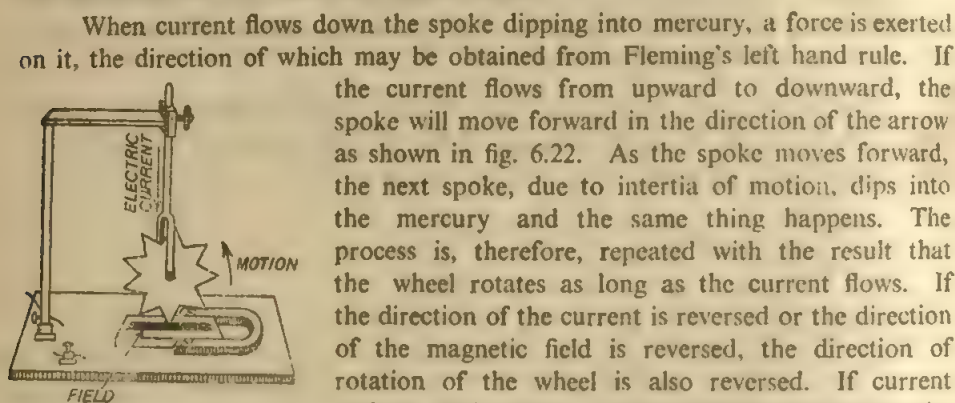 When current flows down the spoke dipping into mercury, a force is exerted
on it, the direction of which may be obtained from Fleming's left hand rule. If
the current flows from upward to downward, the
spoke will move forward in the direction of the arrow
as shown in fig. 6.22. As the spoke moves forward,
the next spoke, due to intertia of motion, dips into
the mercury and the same thing happens. The
process is, therefore, repeated with the result that
the wheel rotates as long as the current flows. If
the direction of the current is reversed or the direction
of the magnetic field is reversed, the direction of
rotation of the wheel is also reversed. If current
ELECTRIC
CURRENT
MOTION
FIELD